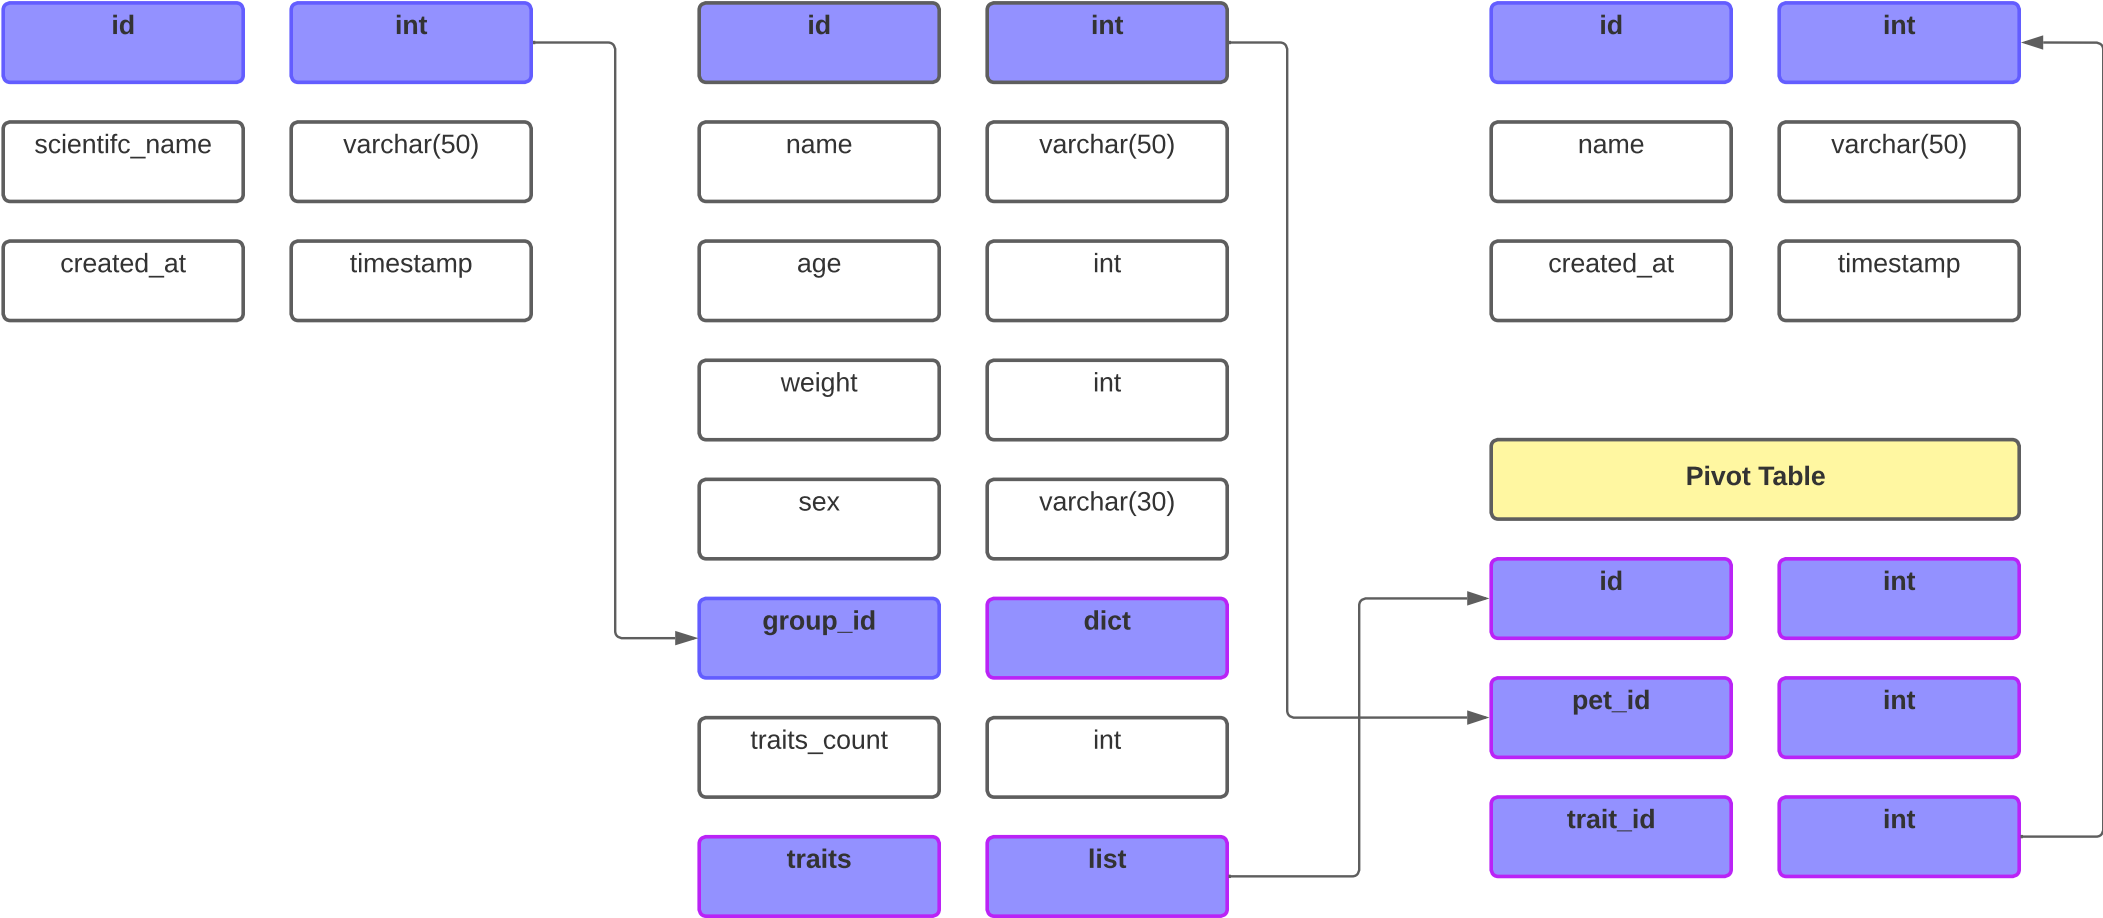 id int
scientifc_name varchar(50)
created_at timestamp
id int
name varchar(50)
age int
weight int
sex varchar(30)
group_id dict
traits_count int
traits list
id int
name varchar(50)
created_at timestamp
Pivot Table
id int
pet_id int
trait_id int